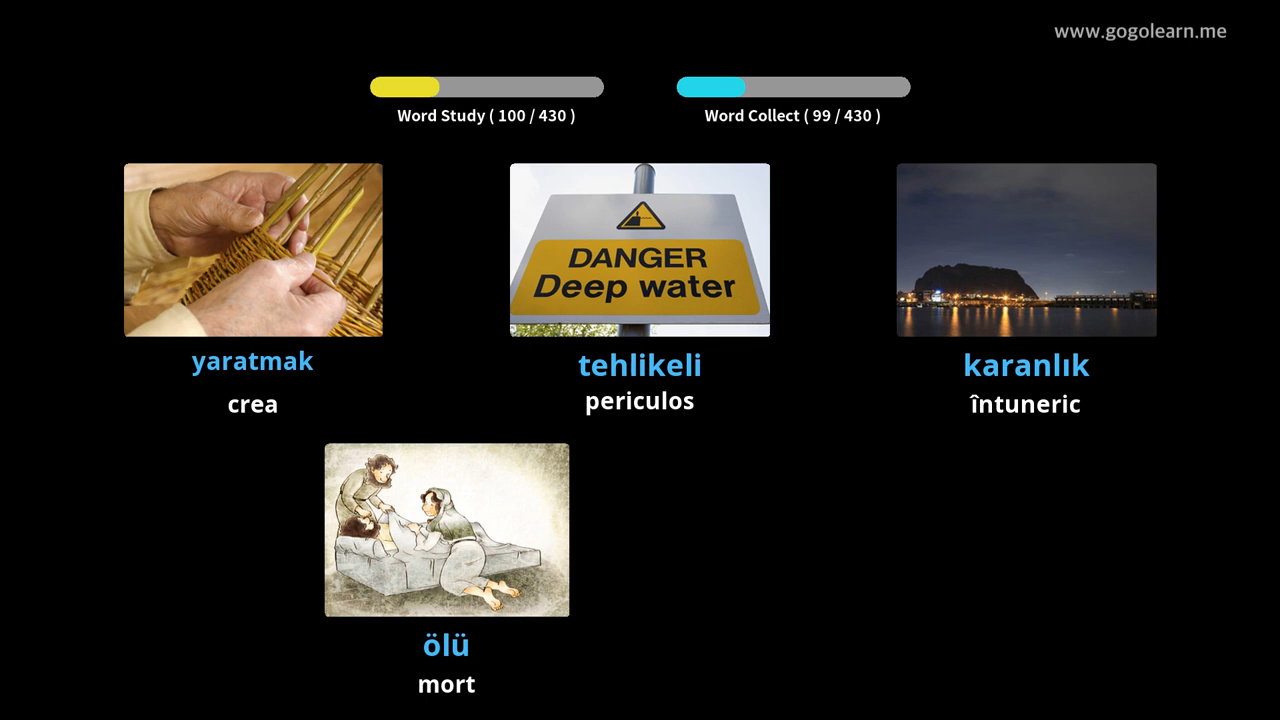 www.gogolearn.me
Word Study ( 100 / 430 )
Word Collect ( 99 / 430 )
DANGER
Deep water
yaratmak
crea
tehlikeli
periculos
karanlık
întuneric
ölü
mort